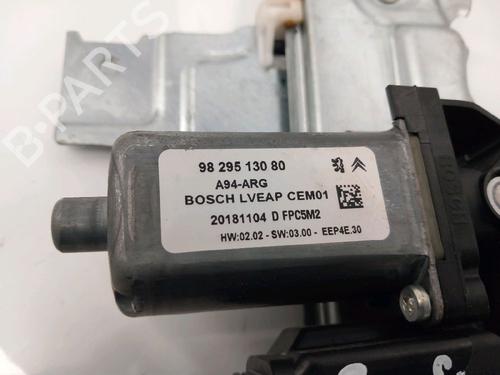 B-PARTS
98 295 130 80
A94-ARG
BOSCH LVEAP CEM01
20181104 D FPC5M2
HW:02.02 - SW:03.00 - EEP4E.30
BOSCH